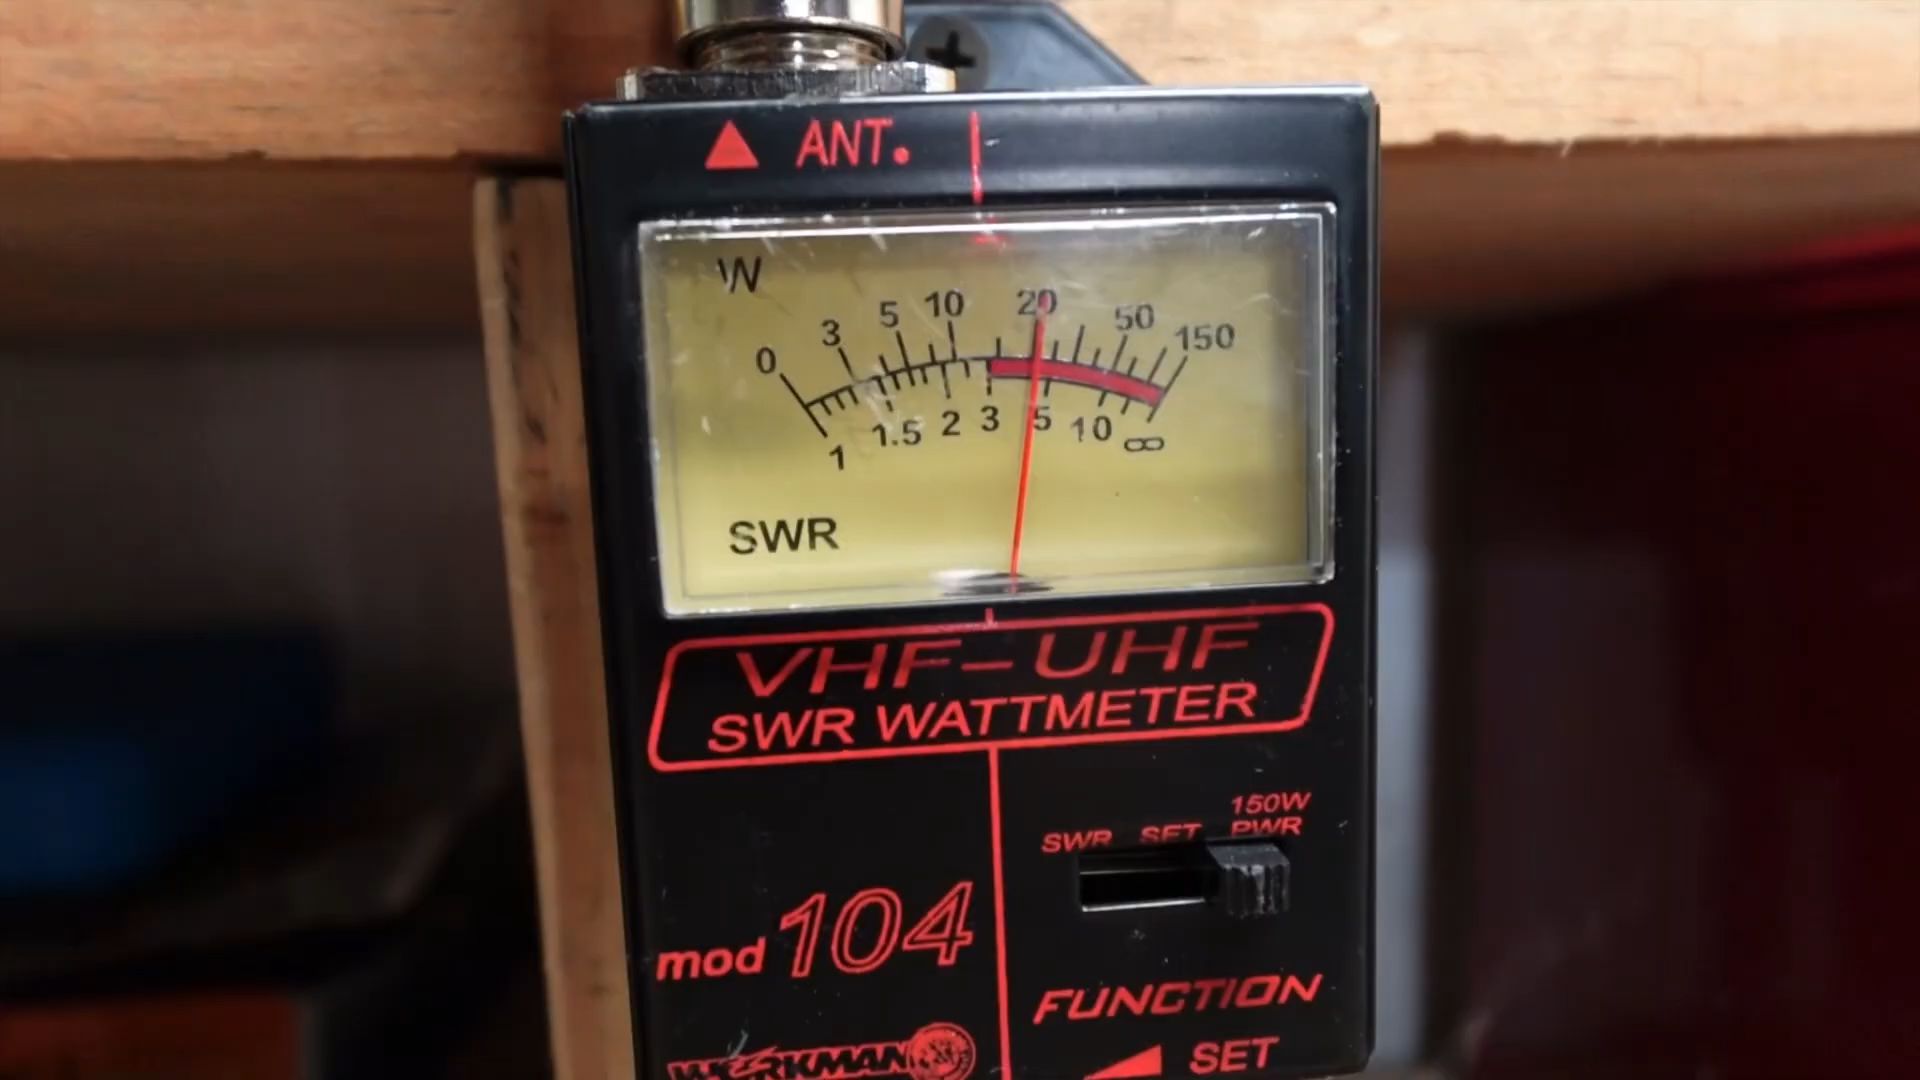 ANT.
W
0 3 5 10 20 50 150
1 1.5 2 3 5 10 ∞
SWR
VHF-UHF
SWR WATTMETER
150W
SWR SET PWR
mod 104
FUNCTION
WORKMAN
SET